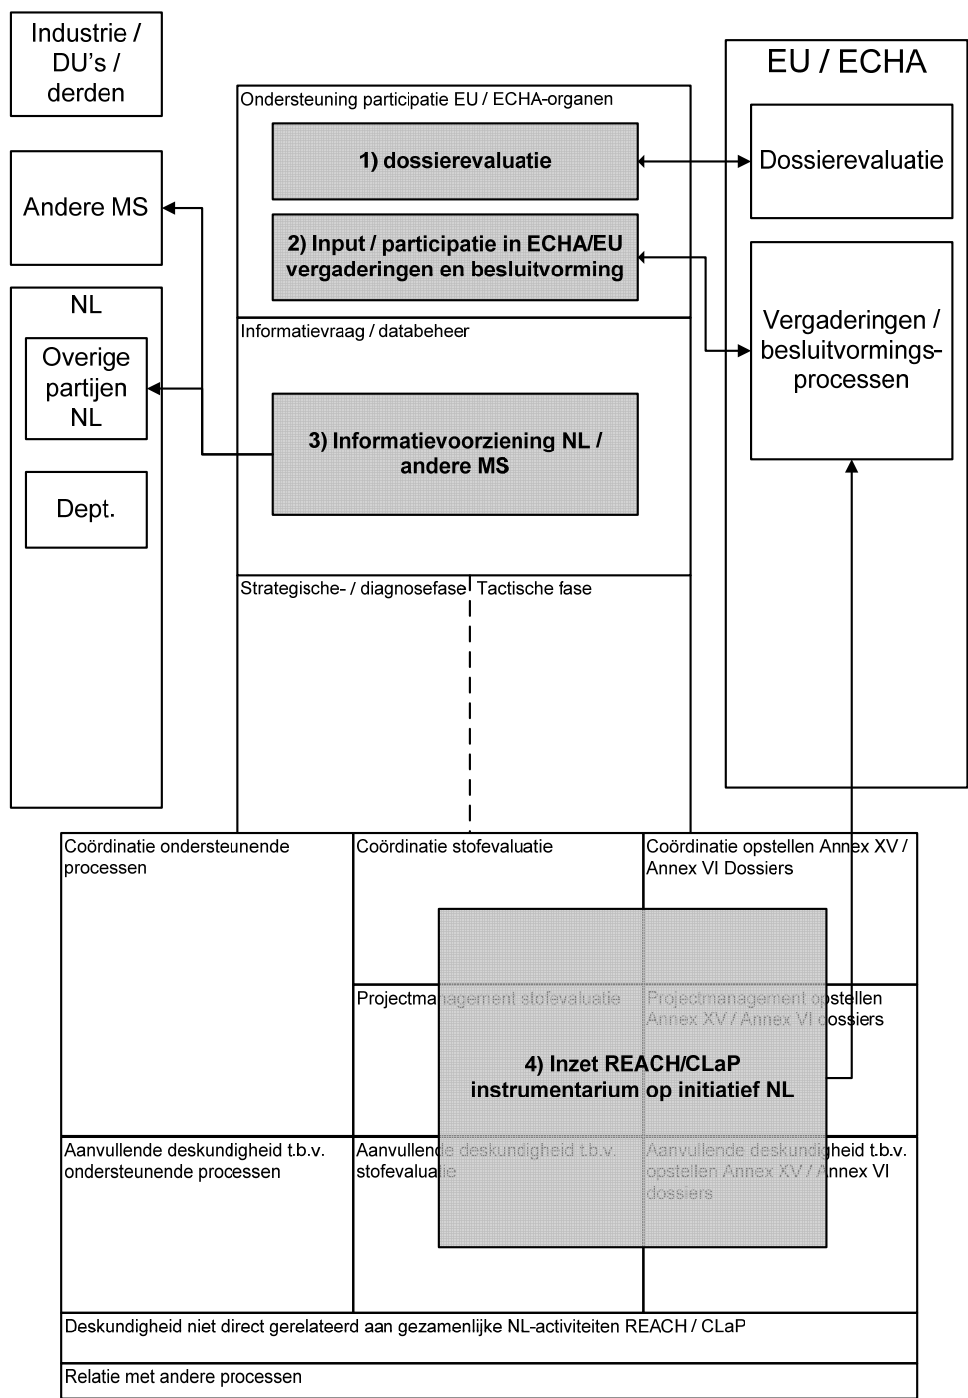 Industrie /
DU's /
derden
Andere MS
NL
Overige
partijen
NL
Dept.
Ondersteuning participatie EU / ECHA-organen
1) dossierevaluatie
2) Input / participatie in ECHA/EU
vergaderingen en besluitvorming
Informatievraag / databeheer
3) Informatievoorziening NL /
andere MS
Strategische- / diagnosefase
Tactische fase
EU / ECHA
Dossierevaluatie
Vergaderingen /
besluitvormings-
processen
Coördinatie ondersteunende
processen
Coördinatie stofevaluatie
Coördinatie opstellen Annex XV /
Annex VI Dossiers
Projectmanagement stofevaluatie
Projectmanagement opstellen
Annex XV / Annex VI dossiers
4) Inzet REACH/CLaP
instrumentarium op initiatief NL
Aanvullende deskundigheid t.b.v.
ondersteunende processen
Aanvullende deskundigheid t.b.v.
stofevaluatie
Aanvullende deskundigheid t.b.v.
opstellen Annex XV / Annex VI
dossiers
Deskundigheid niet direct gerelateerd aan gezamenlijke NL-activiteiten REACH / CLaP
Relatie met andere processen